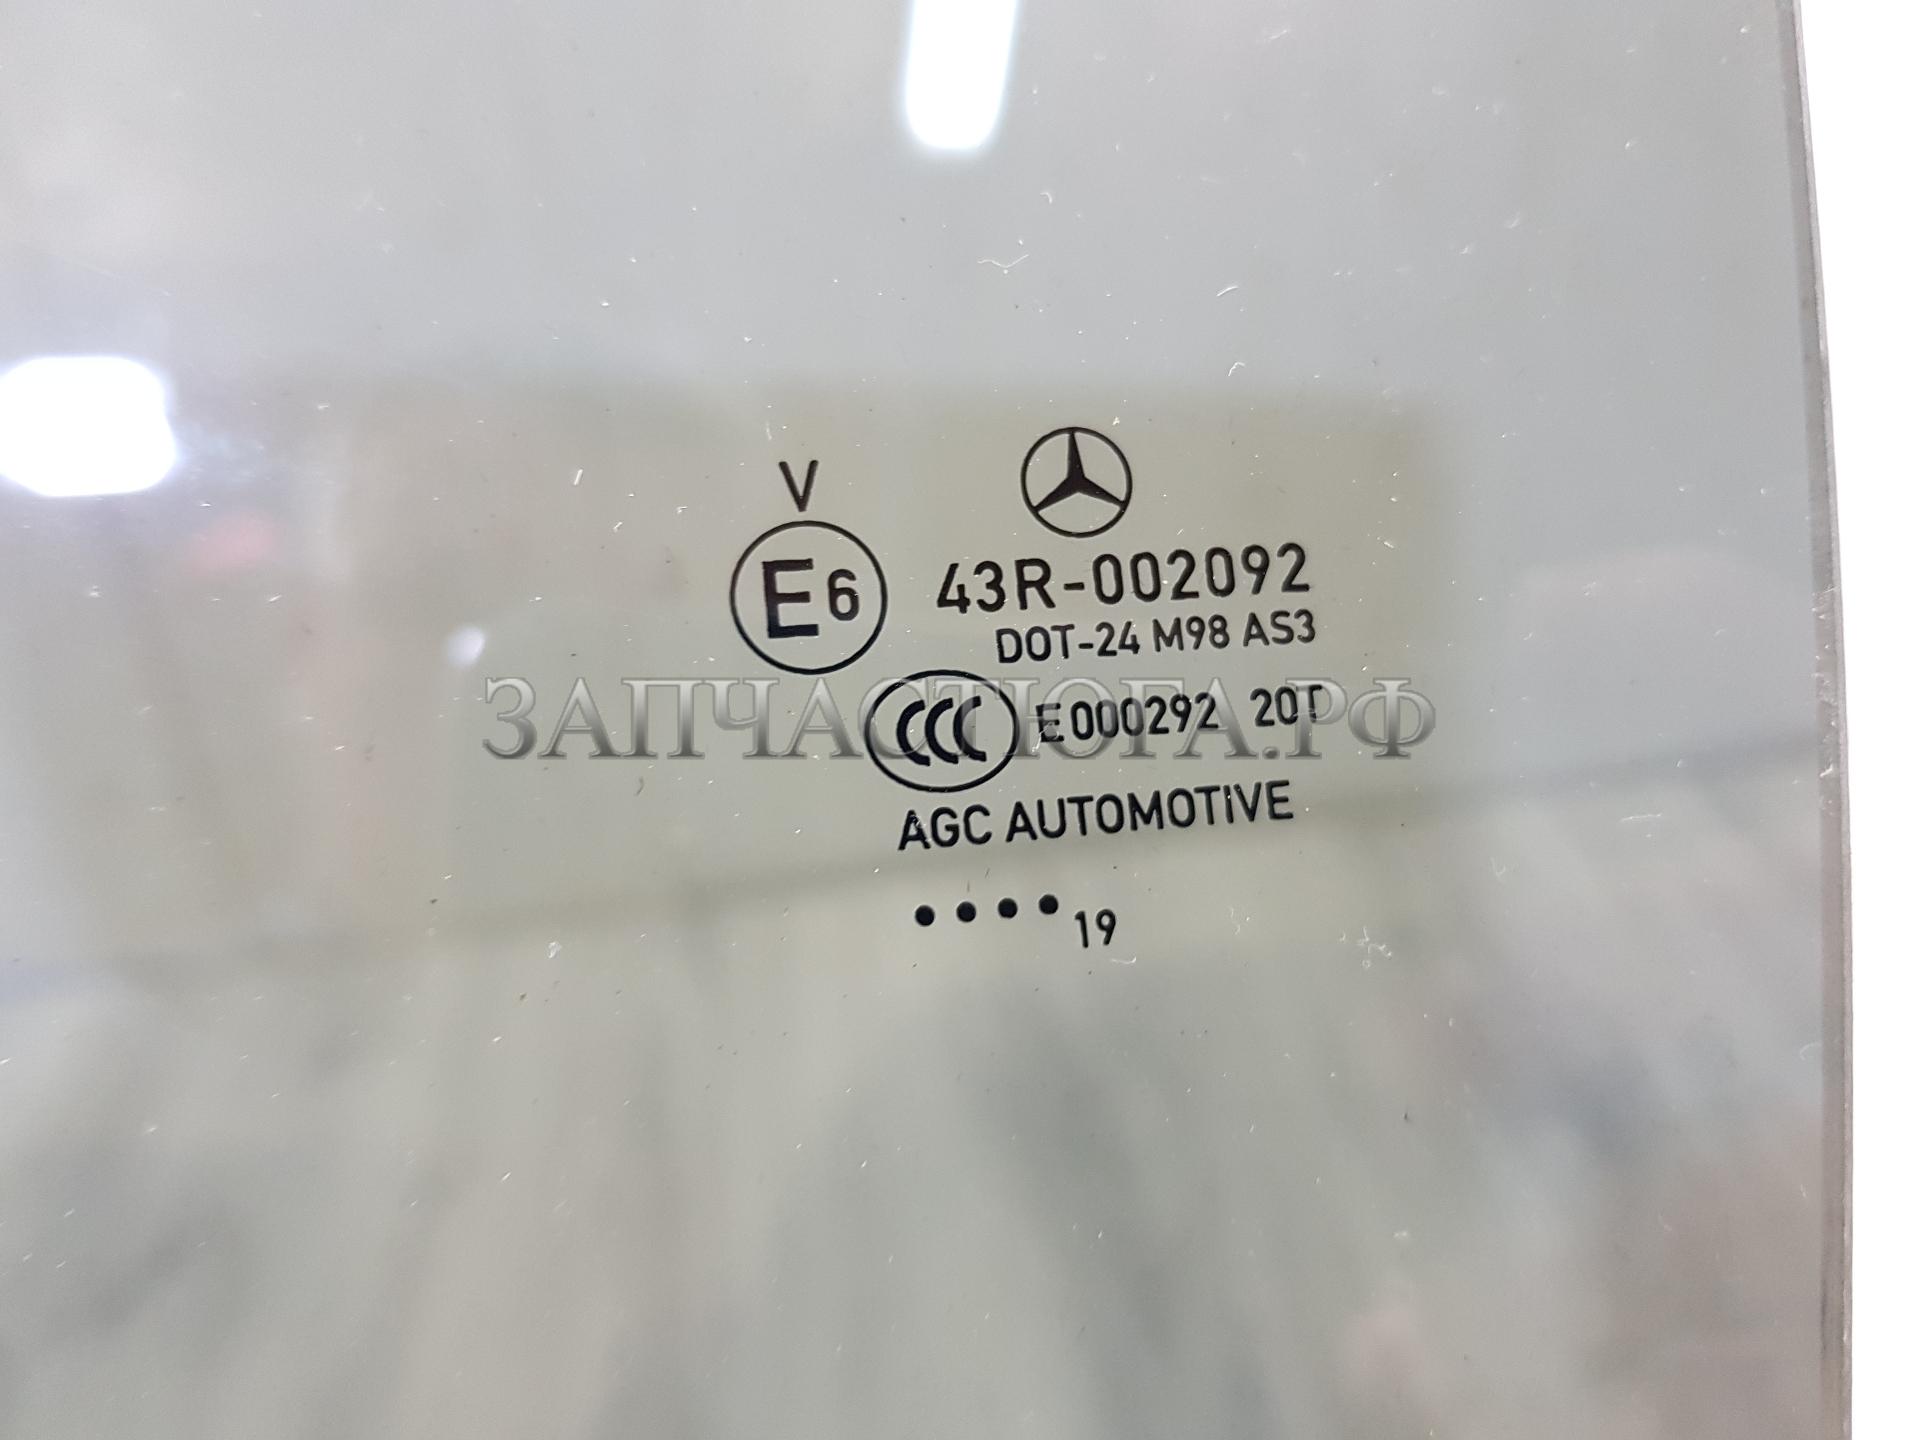 V
E6 43R-002092
DOT-24 M98 AS3
CCC E000292 20T
ЗАПЧАСТЮГА.РФ
AGC AUTOMOTIVE
•••• 19